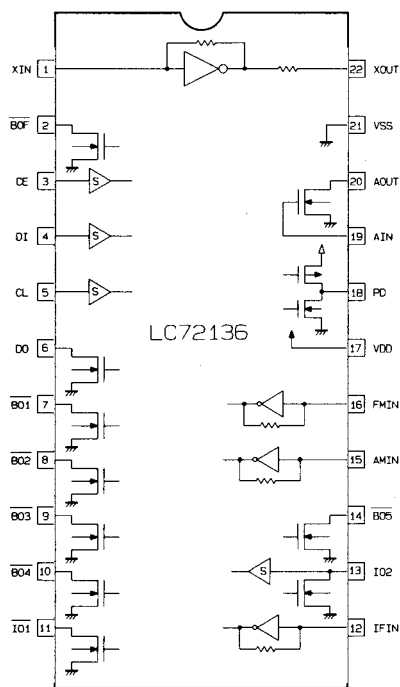 XIN 1 22 XOUT
BOF 2 21 VSS
CE 3 S 20 AOUT
DI 4 S 19 AIN
CL 5 S 18 PD
LC72136
DO 6 17 VDD
BO1 7 16 FMIN
BO2 8 15 AMIN
BO3 9 14 BO5
BO4 10 S 13 IO2
IO1 11 12 IFIN